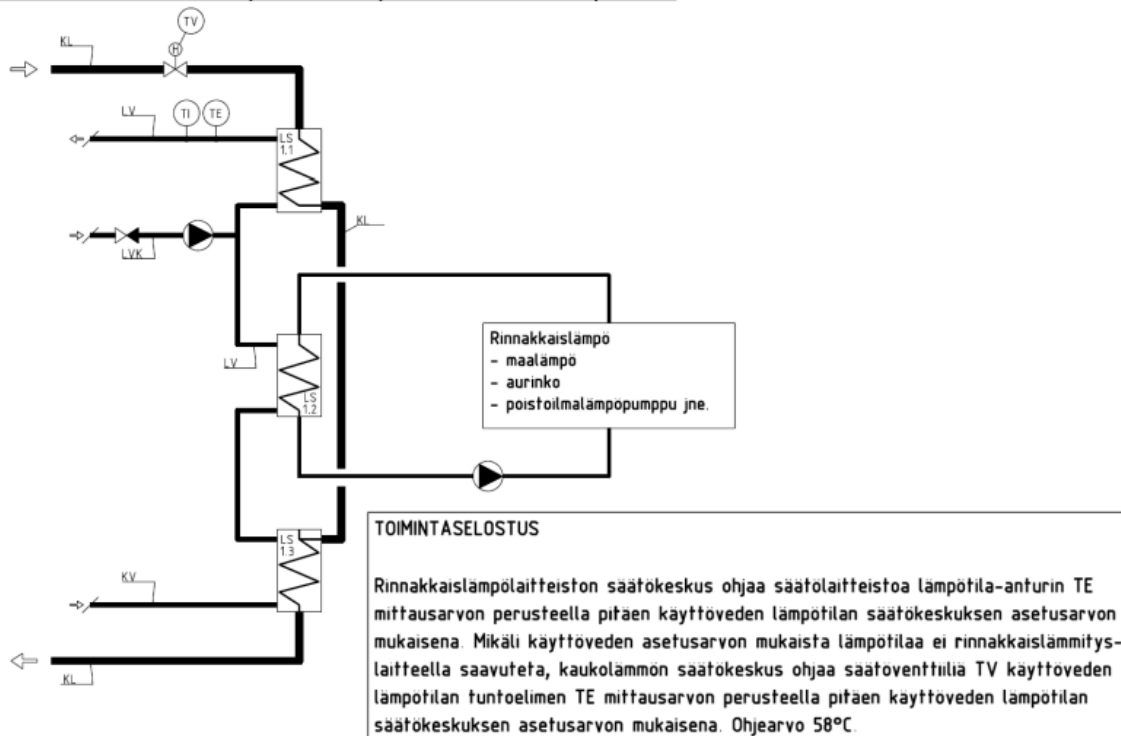 TV
H
KL
LV
TI
TE
LS
1.1
KL
LVK
Rinnakkaislämpö
- maalämpö
- aurinko
- poistoilmalämpöpumppu jne.
LV
LS
1.2
TOIMINTASELOSTUS
LS
1.3
KV
KL
Rinnakkaislämpölaitteiston säätökeskus ohjaa säätölaitteistoa lämpötila-anturin TE
mittausarvon perusteella pitäen käyttöveden lämpötilan säätökeskuksen asetusarvon
mukaisena. Mikäli käyttöveden asetusarvon mukaista lämpötilaa ei rinnakkaislämmitys-
laitteella saavuteta, kaukolämmön säätökeskus ohjaa säätöventtiiliä TV käyttöveden
lämpötilan tuntoelimen TE mittausarvon perusteella pitäen käyttöveden lämpötilan
säätökeskuksen asetusarvon mukaisena. Ohjearvo 58°C.